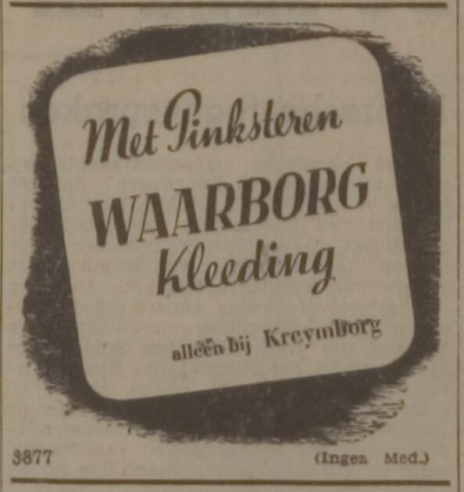 Met Pinksteren
WAARBORG
Kleeding
alleen bij Kreymborg
3877 (Ingez. Med.)